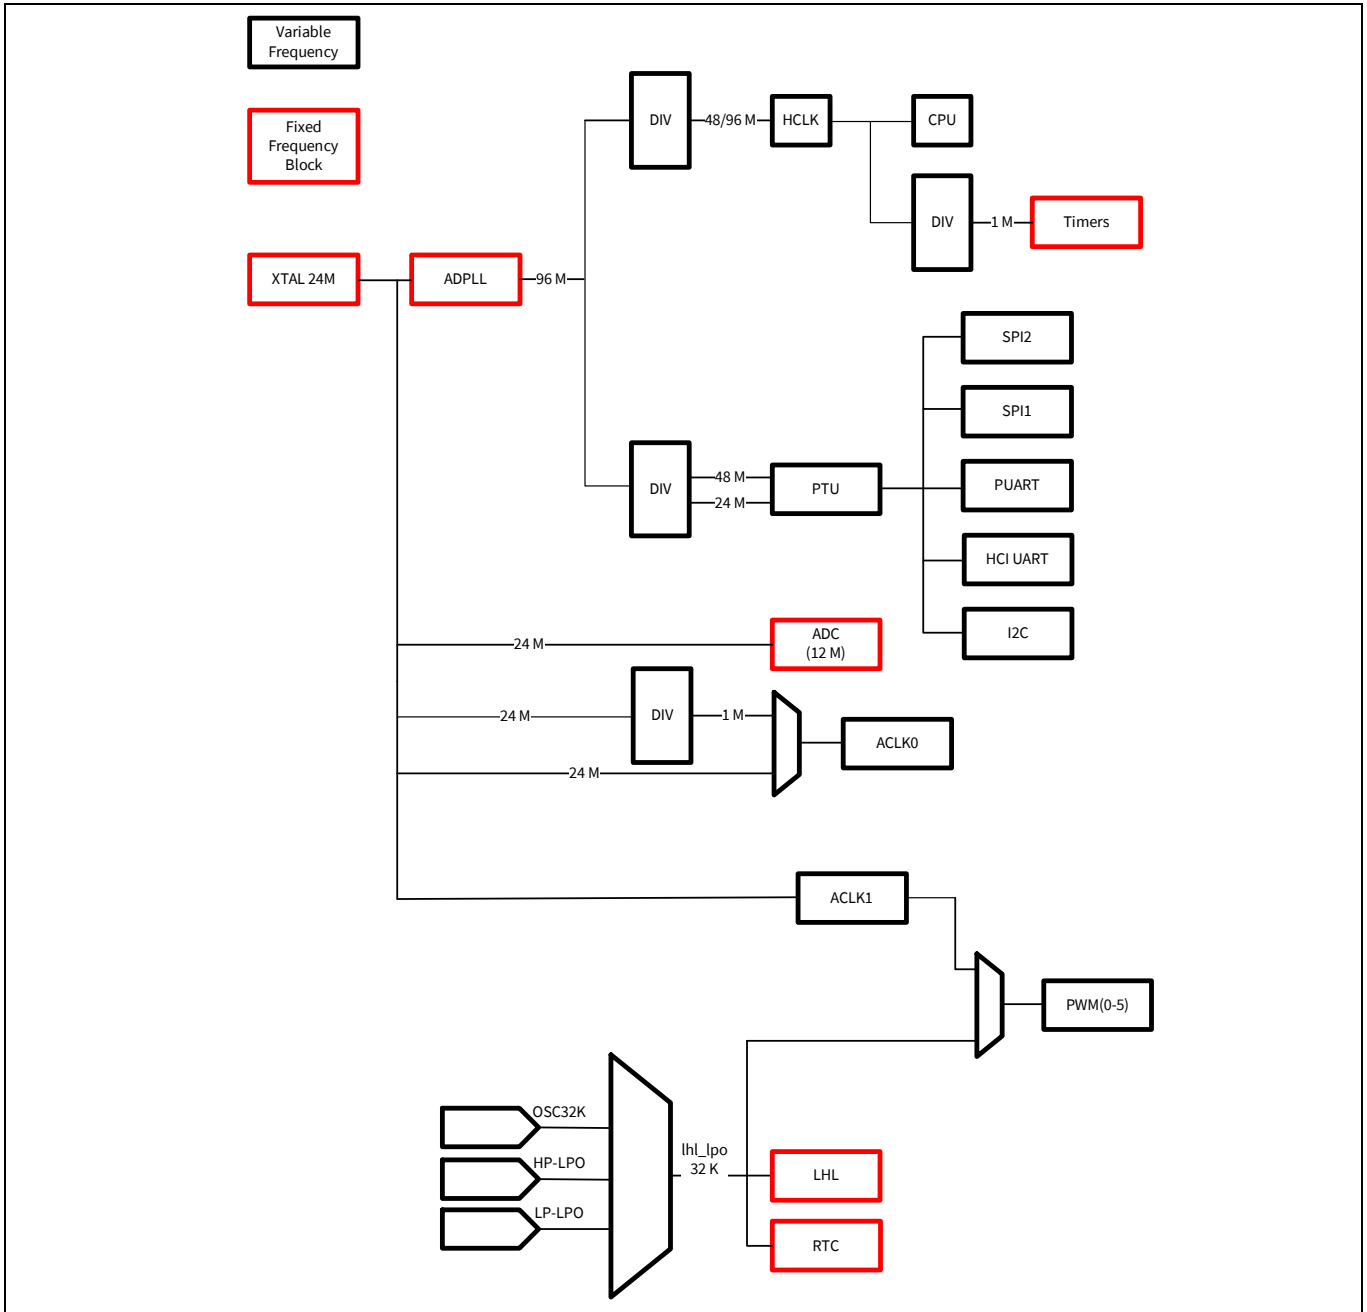 Variable
Frequency
Fixed
Frequency
Block
DIV
48/96 M
HCLK
CPU
DIV
1 M
Timers
XTAL 24M
ADPLL
96 M
SPI2
SPI1
DIV
48 M
24 M
PTU
PUART
HCI UART
I2C
24 M
ADC
(12 M)
24 M
DIV
1 M
24 M
ACLK0
ACLK1
PWM(0-5)
OSC32K
HP-LPO
LP-LPO
lhl_lpo
32 K
LHL
RTC